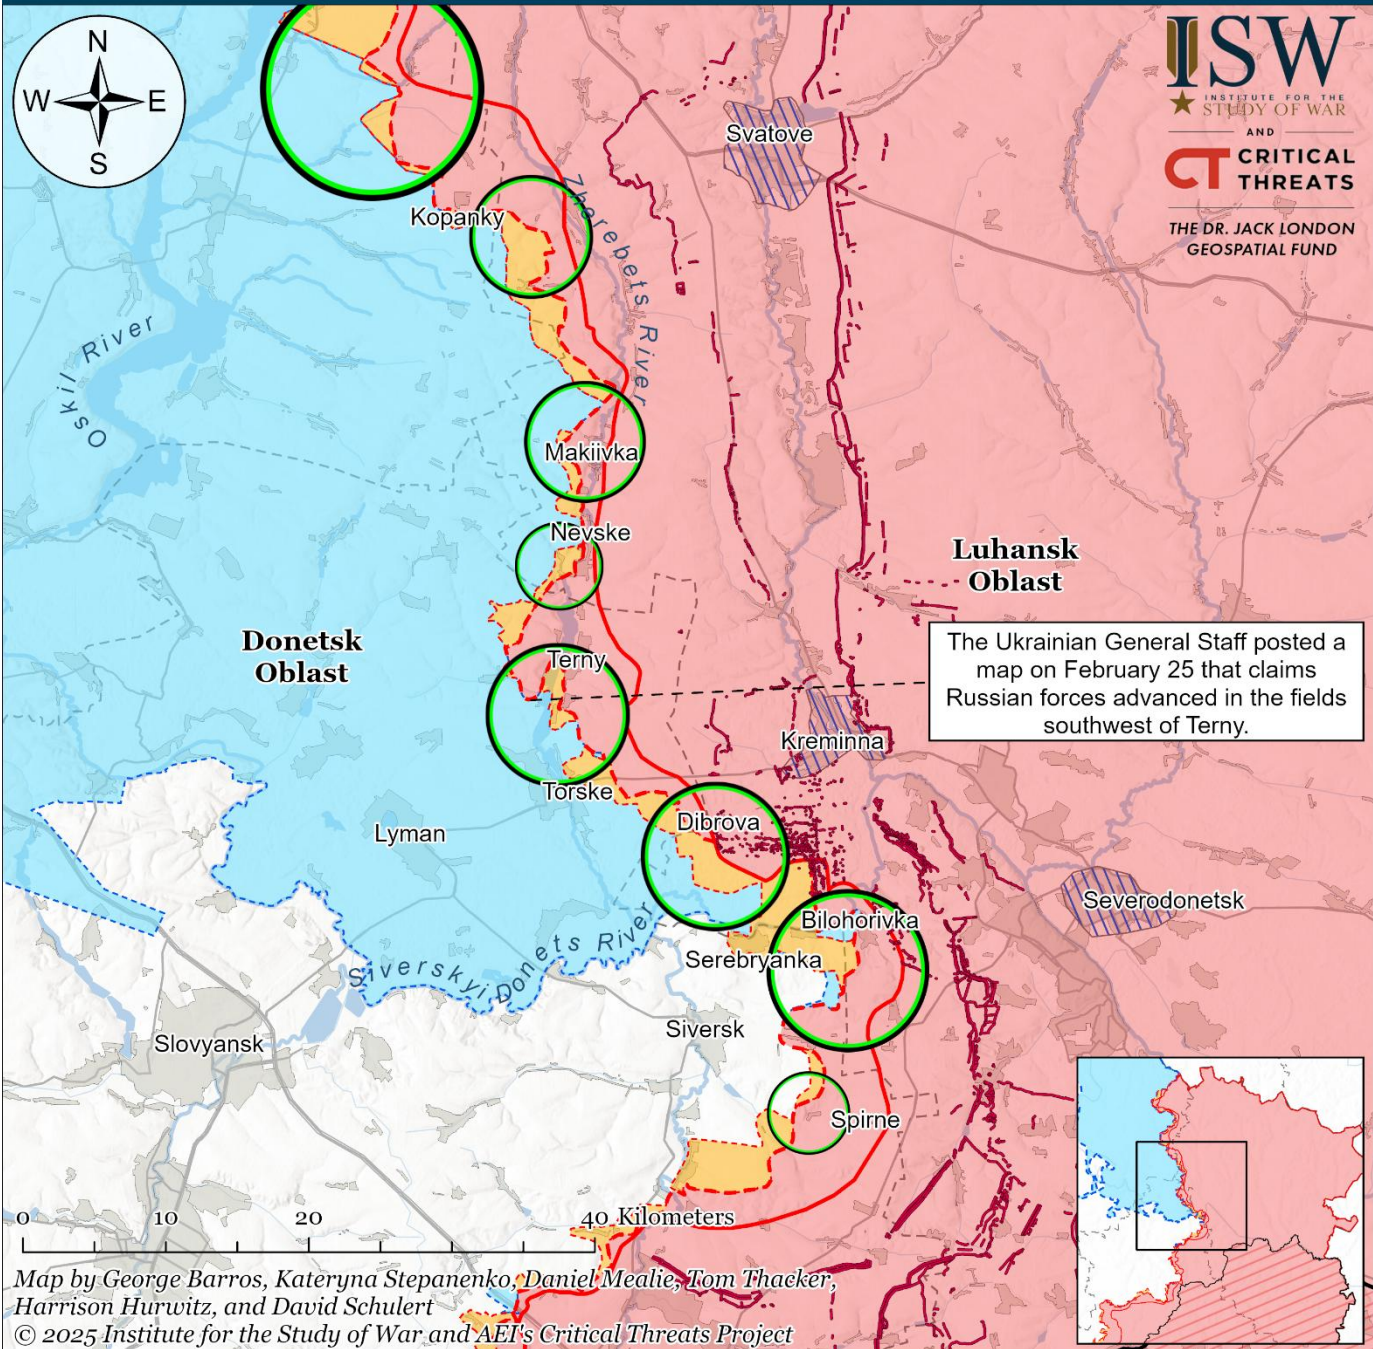 N
W E
S
ISW
INSTITUTE FOR THE
STUDY OF WAR
AND
CT CRITICAL
THREATS
THE DR. JACK LONDON
GEOSPATIAL FUND
Svatove
Kopanky
Zherebets River
Oskil River
Makiivka
Nevske
Luhansk
Oblast
Donetsk
Oblast
The Ukrainian General Staff posted a
map on February 25 that claims
Russian forces advanced in the fields
southwest of Terny.
Terny
Kreminna
Torske
Dibrova
Lyman
Severodonetsk
Bilohorivka
Siverskyi Donets River
Serebryanka
Siversk
Slovyansk
Spirne
0 10 20 40 Kilometers
Map by George Barros, Kateryna Stepanenko, Daniel Mealie, Tom Thacker,
Harrison Hurwitz, and David Schulert
© 2025 Institute for the Study of War and AEI's Critical Threats Project